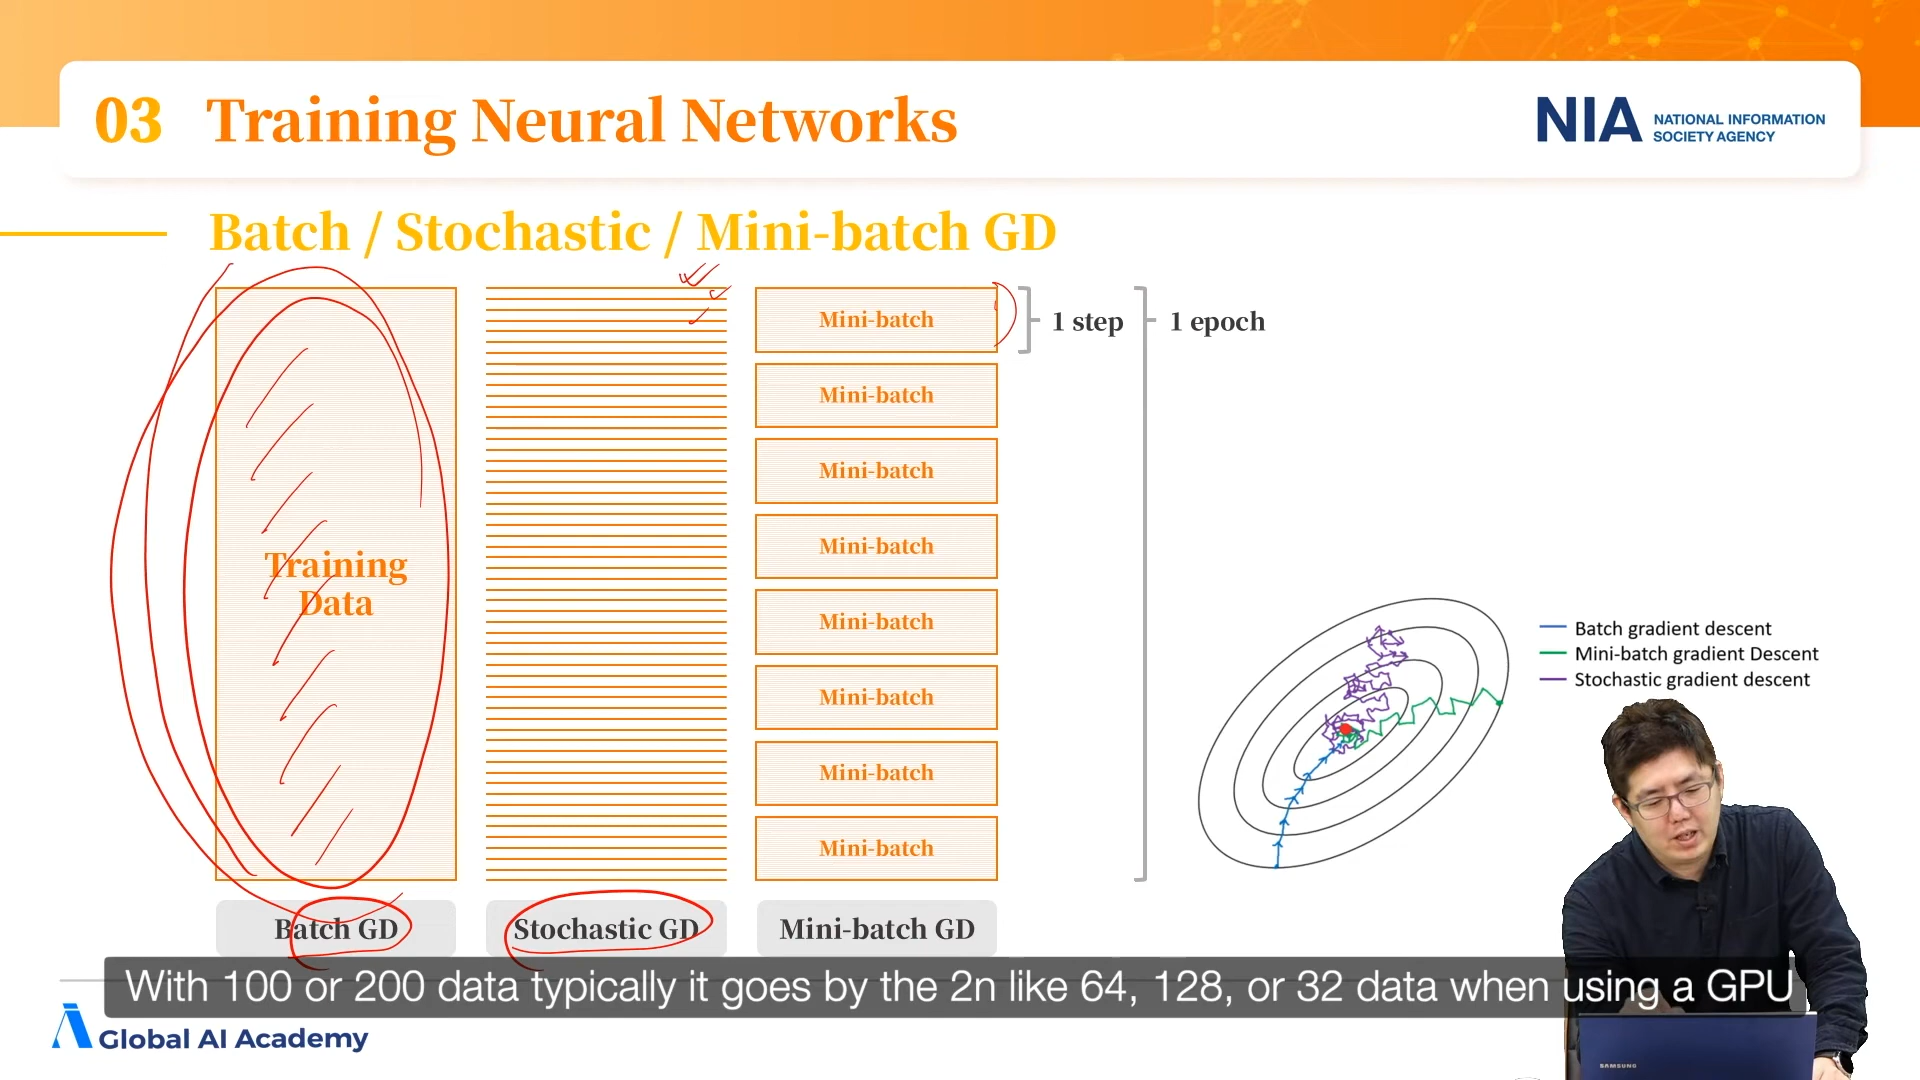 03 Training Neural Networks
NIA NATIONAL INFORMATION
SOCIETY AGENCY
Batch / Stochastic / Mini-batch GD
Training
Data
Mini-batch
Mini-batch
Mini-batch
Mini-batch
Mini-batch
Mini-batch
Mini-batch
Mini-batch
1 step
1 epoch
Batch gradient descent
Mini-batch gradient Descent
Stochastic gradient descent
Batch GD
Stochastic GD
Mini-batch GD
With 100 or 200 data typically it goes by the 2n like 64, 128, or 32 data when using a GPU
Global AI Academy
SAMSUNG